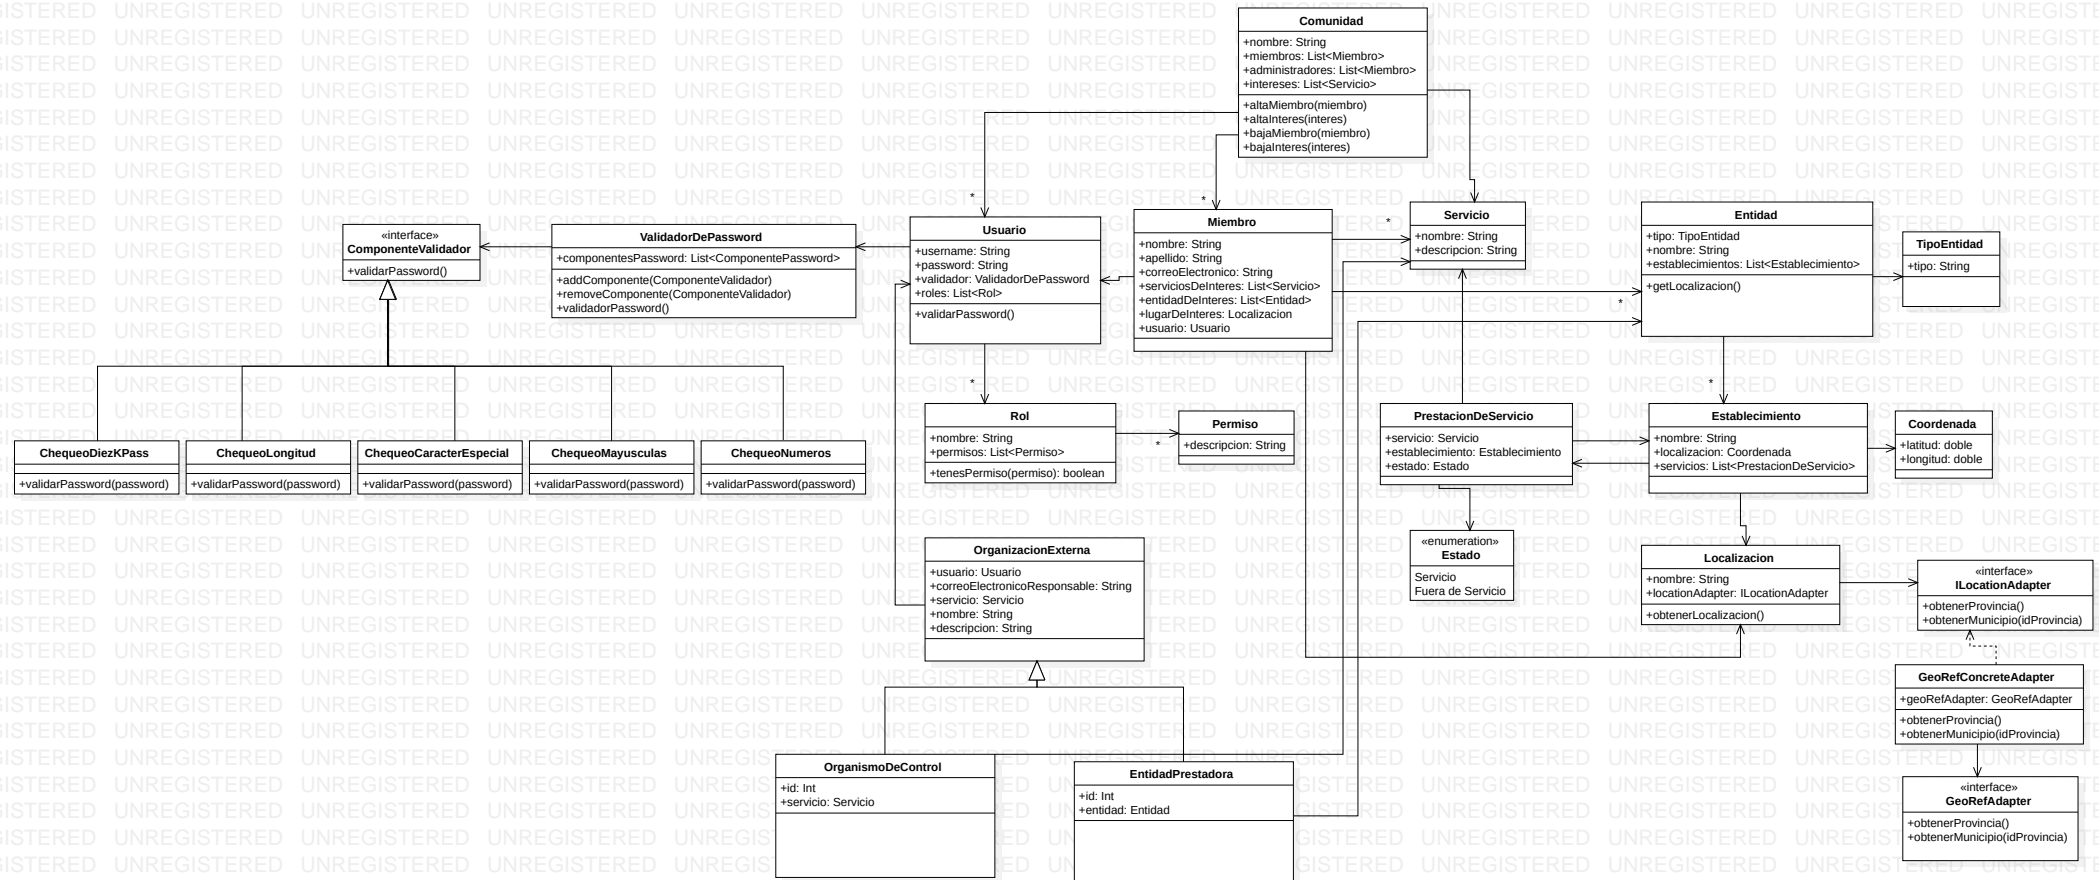 Comunidad
+nombre: String
+miembros: List<Miembro>
+administradores: List<Miembro>
+intereses: List<Servicio>
+altaMiembro(miembro)
+altaInteres(interes)
+bajaMiembro(miembro)
+bajaInteres(interes)
«interface»
ComponenteValidador
+validarPassword()
ValidadorDePassword
+componentesPassword: List<ComponentePassword>
+addComponente(ComponenteValidador)
+removeComponente(ComponenteValidador)
+validadorPassword()
*
Usuario
+username: String
+password: String
+validador: ValidadorDePassword
+roles: List<Rol>
+validarPassword()
*
Miembro
+nombre: String
+apellido: String
+correoElectronico: String
+serviciosDeInteres: List<Servicio>
+entidadDeInteres: List<Entidad>
+lugarDeInteres: Localizacion
+usuario: Usuario
*
Servicio
+nombre: String
+descripcion: String
*
Entidad
+tipo: TipoEntidad
+nombre: String
+establecimientos: List<Establecimiento>
+getLocalizacion()
TipoEntidad
+tipo: String
ChequeoDiezKPass
+validarPassword(password)
ChequeoLongitud
+validarPassword(password)
ChequeoCaracterEspecial
+validarPassword(password)
ChequeoMayusculas
+validarPassword(password)
ChequeoNumeros
+validarPassword(password)
*
Rol
+nombre: String
+permisos: List<Permiso>
+tenesPermiso(permiso): boolean
*
Permiso
+descripcion: String
PrestacionDeServicio
+servicio: Servicio
+establecimiento: Establecimiento
+estado: Estado
*
Establecimiento
+nombre: String
+localizacion: Coordenada
+servicios: List<PrestacionDeServicio>
Coordenada
+latitud: doble
+longitud: doble
OrganizacionExterna
+usuario: Usuario
+correoElectronicoResponsable: String
+servicio: Servicio
+nombre: String
+descripcion: String
«enumeration»
Estado
Servicio
Fuera de Servicio
Localizacion
+nombre: String
+locationAdapter: ILocationAdapter
+obtenerLocalizacion()
«interface»
ILocationAdapter
+obtenerProvincia()
+obtenerMunicipio(idProvincia)
GeoRefConcreteAdapter
+geoRefAdapter: GeoRefAdapter
+obtenerProvincia()
+obtenerMunicipio(idProvincia)
OrganismoDeControl
+id: Int
+servicio: Servicio
EntidadPrestadora
+id: Int
+entidad: Entidad
«interface»
GeoRefAdapter
+obtenerProvincia()
+obtenerMunicipio(idProvincia)
UNREGISTERED